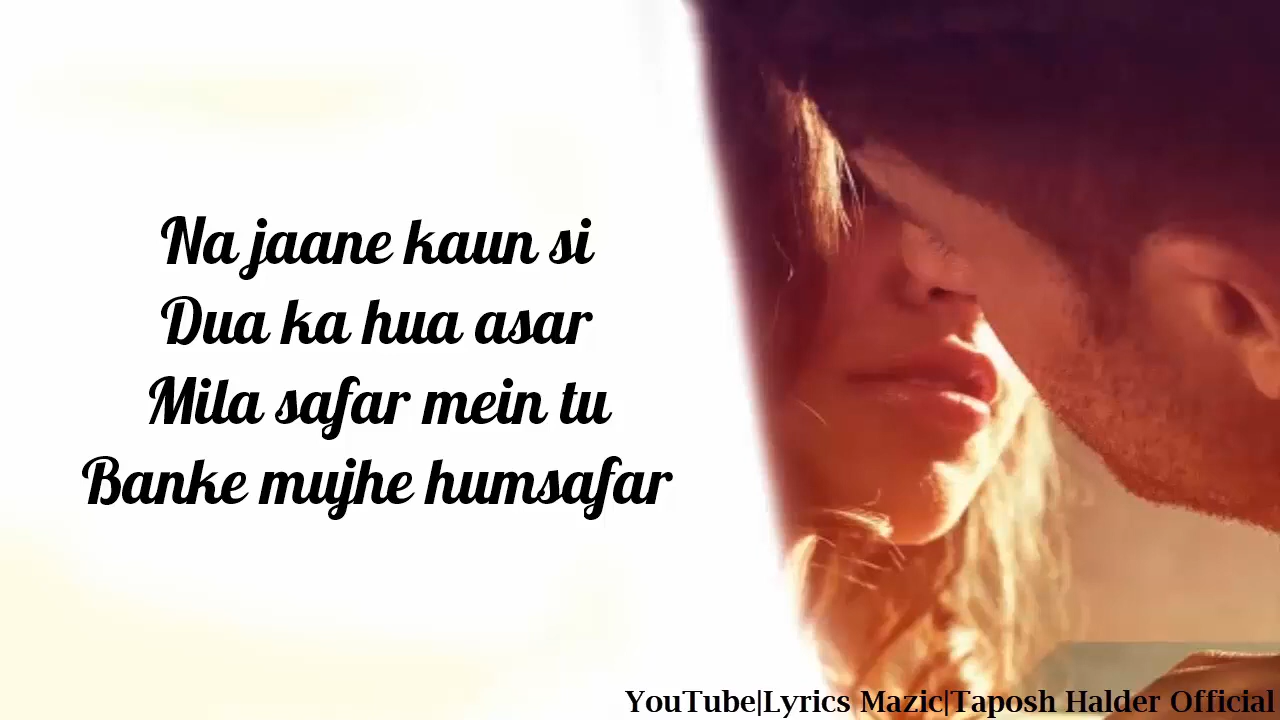 Na jaane kaun si
Dua ka hua asar
Mila safar mein tu
Banke mujhe humsafar
YouTube|Lyrics Mazic|Taposh Halder Official